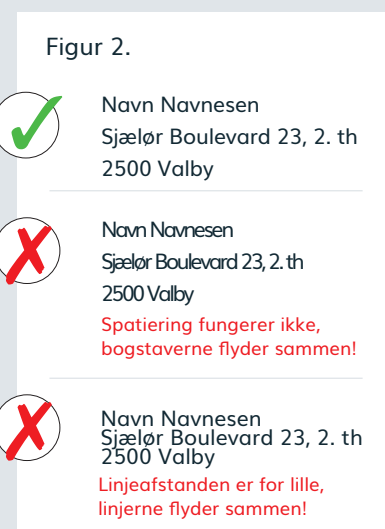 Figur 2.
Navn Navnesen
Sjælør Boulevard 23, 2. th
2500 Valby
Navn Navnesen
Sjælør Boulevard 23, 2. th
2500 Valby
Spatiering fungerer ikke,
bogstaverne flyder sammen!
Navn Navnesen
Sjælør Boulevard 23, 2. th
2500 Valby
Linjeafstanden er for lille,
linjerne flyder sammen!